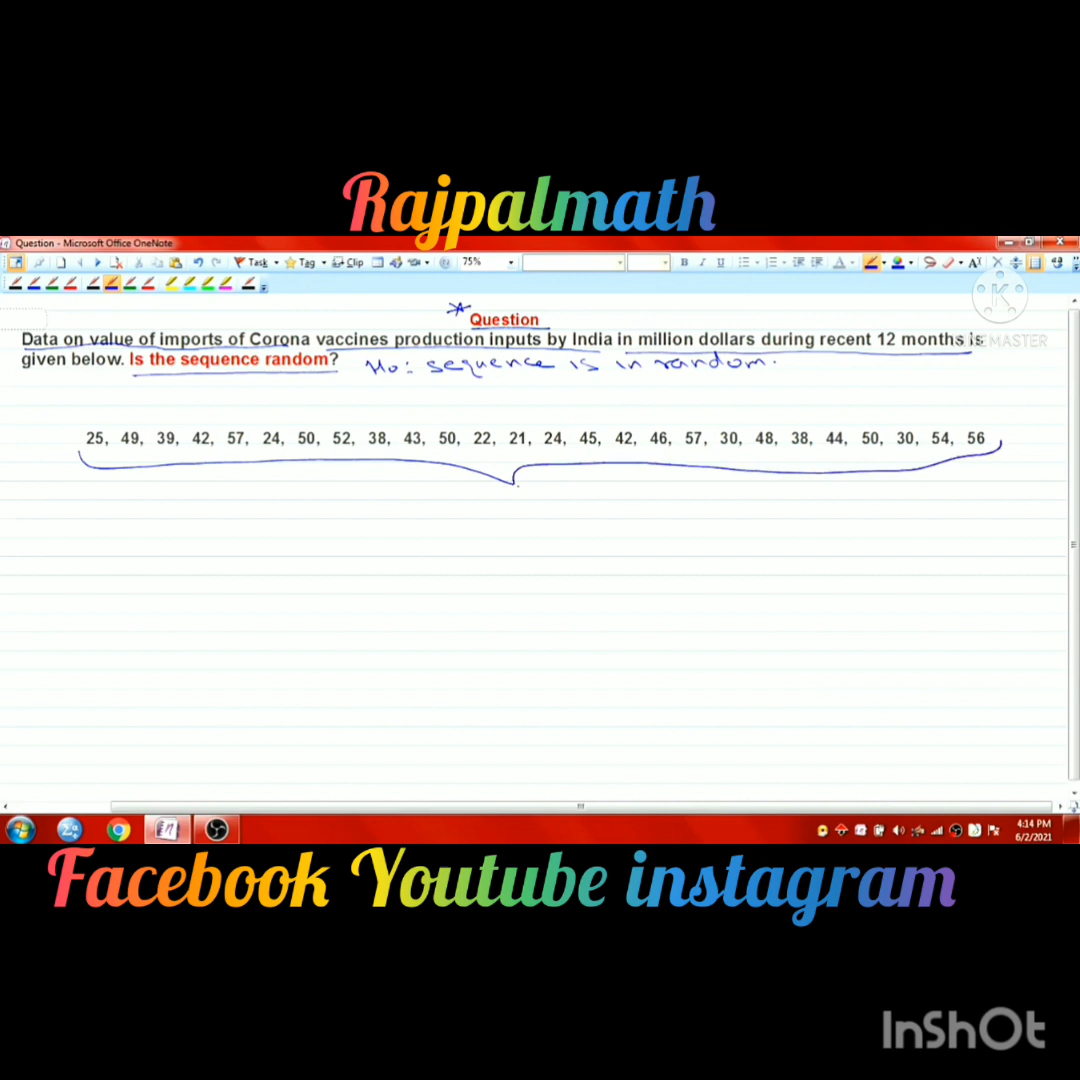 Rajpalmath
Question - Microsoft Office OneNote
Task Tag Clip 75% B I U
Question
Data on value of imports of Corona vaccines production inputs by India in million dollars during recent 12 months is
given below. Is the sequence random? Ho: sequence is in random.
K
25, 49, 39, 42, 57, 24, 50, 52, 38, 43, 50, 22, 21, 24, 45, 42, 46, 57, 30, 48, 38, 44, 50, 30, 54, 56
4:14 PM
6/2/2021
Facebook Youtube instagram
InShOt